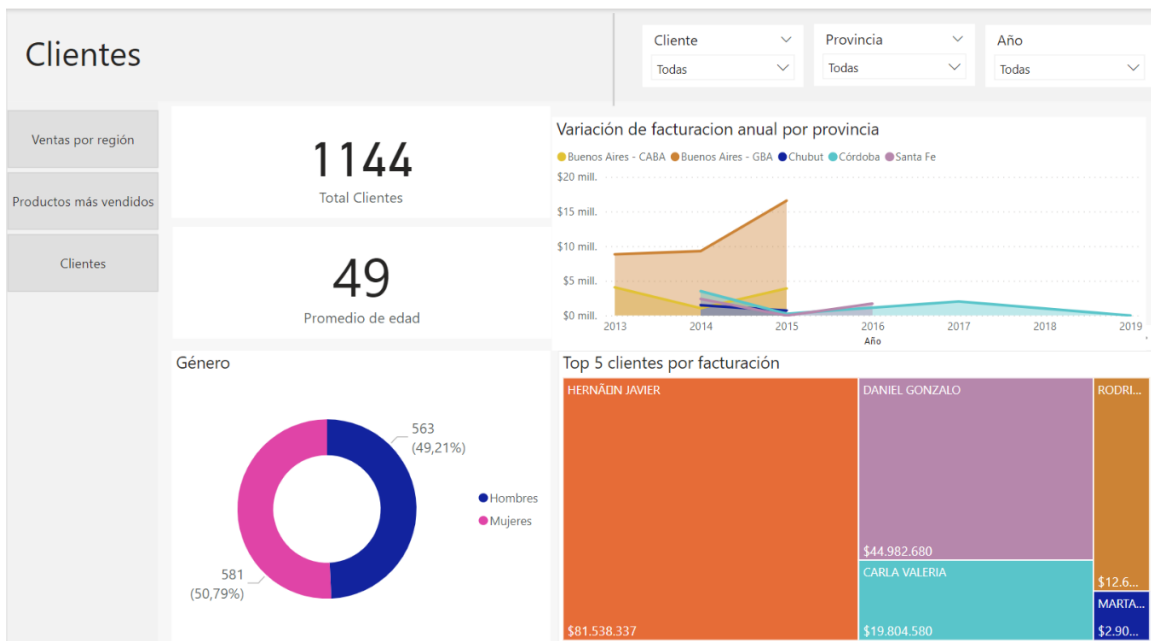 Clientes
Cliente
Todas
Provincia
Todas
Año
Todas
Ventas por región
Productos más vendidos
Clientes
1144
Total Clientes
49
Promedio de edad
Variación de facturacion anual por provincia
Buenos Aires - CABA Buenos Aires - GBA Chubut Córdoba Santa Fe
$20 mill.
$15 mill.
$10 mill.
$5 mill.
$0 mill.
2013 2014 2015 2016 2017 2018 2019
Año
Género
563
(49,21%)
Hombres
Mujeres
581
(50,79%)
Top 5 clientes por facturación
HERNÃ￾N JAVIER
$81.538.337
DANIEL GONZALO
$44.982.680
CARLA VALERIA
$19.804.580
RODRI...
$12.6...
MARTA...
$2.90...